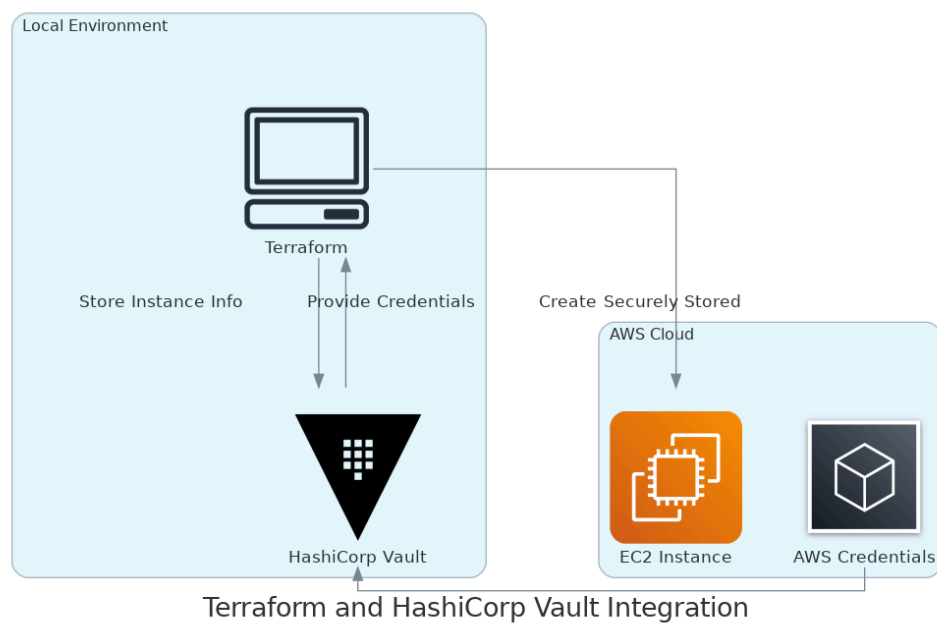 Local Environment
Terraform
Store Instance Info
Provide Credentials
Create Securely Stored
AWS Cloud
HashiCorp Vault
EC2 Instance
AWS Credentials
Terraform and HashiCorp Vault Integration